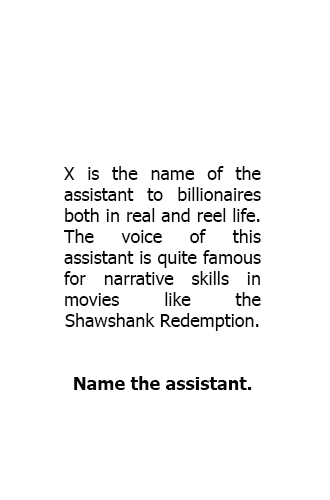 X is the name of the
assistant to billionaires
both in real and reel life.
The voice of this
assistant is quite famous
for narrative skills in
movies like the
Shawshank Redemption.
Name the assistant.